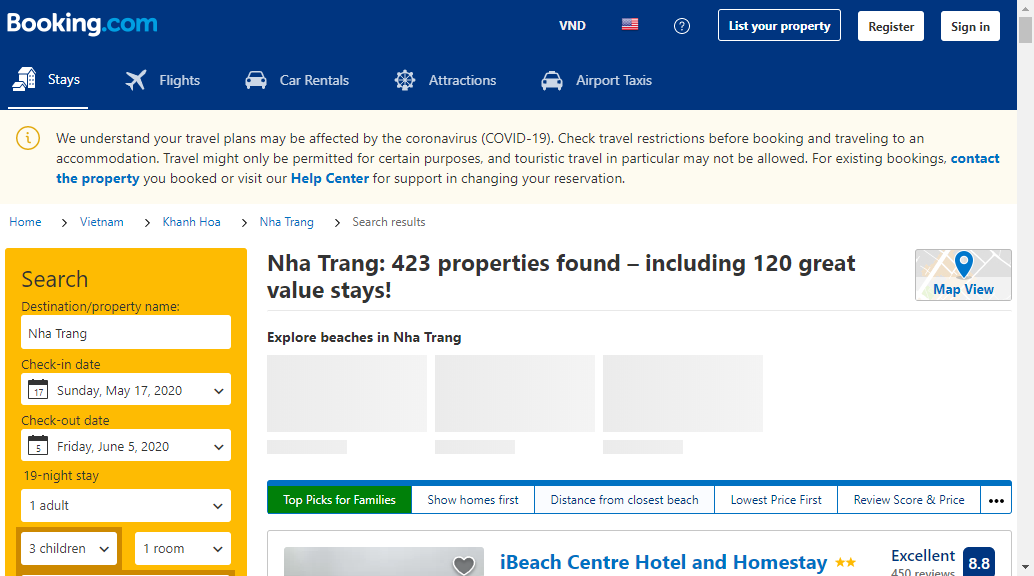 Booking.com
VND
List your property
Register
Sign in
Stays
Flights
Car Rentals
Attractions
Airport Taxis
We understand your travel plans may be affected by the coronavirus (COVID-19). Check travel restrictions before booking and traveling to an
accommodation. Travel might only be permitted for certain purposes, and touristic travel in particular may not be allowed. For existing bookings, contact
the property you booked or visit our Help Center for support in changing your reservation.
Home
Vietnam
Khanh Hoa
Nha Trang
Search results
Search
Destination/property name:
Nha Trang
Check-in date
17
Sunday, May 17, 2020
Check-out date
5
Friday, June 5, 2020
19-night stay
1 adult
3 children
1 room
Nha Trang: 423 properties found – including 120 great
value stays!
Map View
Explore beaches in Nha Trang
Top Picks for Families
Show homes first
Distance from closest beach
Lowest Price First
Review Score & Price
iBeach Centre Hotel and Homestay
Excellent
450 reviews
8.8